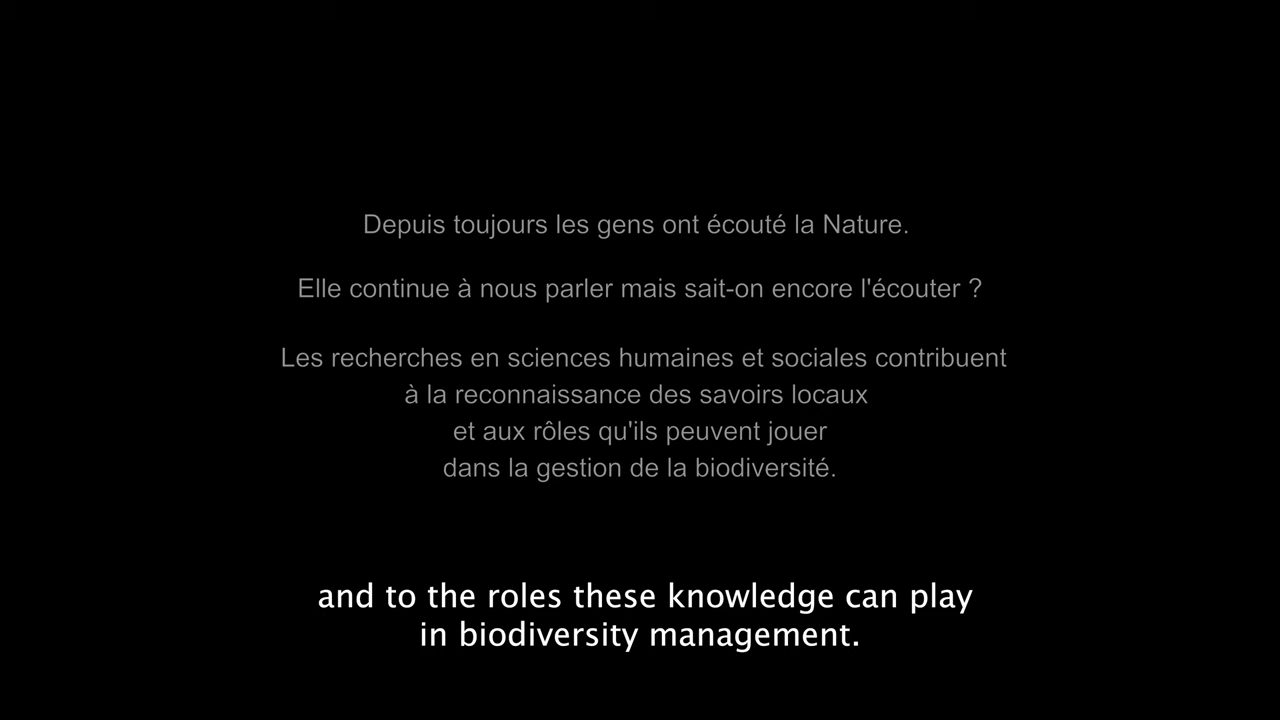 Depuis toujours les gens ont écouté la Nature.
Elle continue à nous parler mais sait-on encore l'écouter ?
Les recherches en sciences humaines et sociales contribuent
à la reconnaissance des savoirs locaux
et aux rôles qu'ils peuvent jouer
dans la gestion de la biodiversité.
and to the roles these knowledge can play
in biodiversity management.